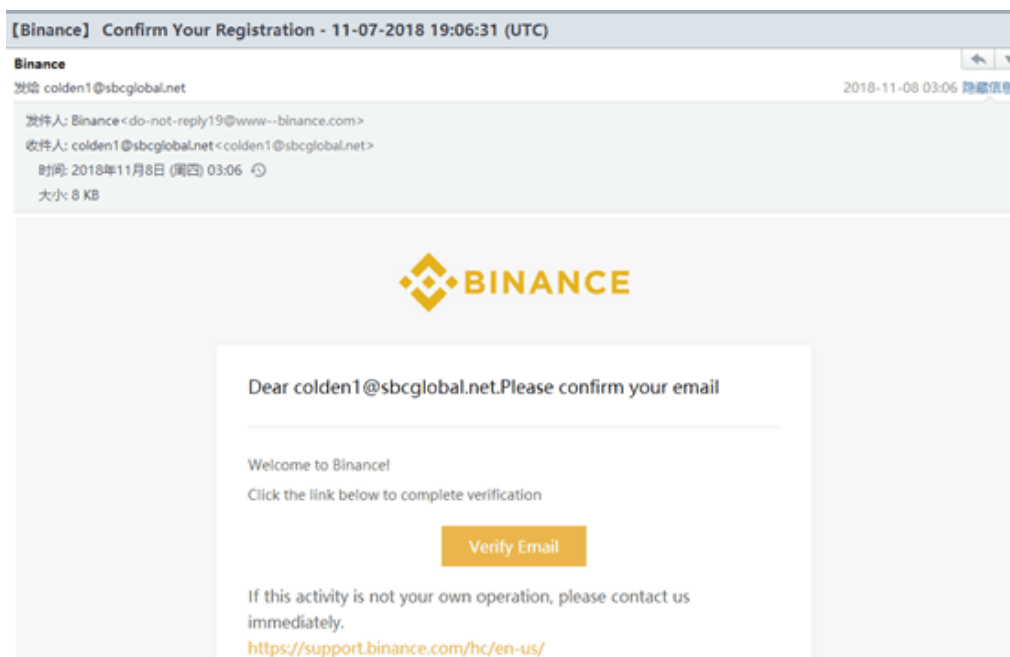 【Binance】 Confirm Your Registration - 11-07-2018 19:06:31 (UTC)
Binance
发给 colden1@sbcglobal.net
2018-11-08 03:06 隐藏信息
发件人: Binance<do-not-reply19@www--binance.com>
收件人: colden1@sbcglobal.net<colden1@sbcglobal.net>
时间: 2018年11月8日 (周四) 03:06
大小: 8 KB
BINANCE
Dear colden1@sbcglobal.net.Please confirm your email
Welcome to Binance!
Click the link below to complete verification
Verify Email
If this activity is not your own operation, please contact us
immediately.
https://support.binance.com/hc/en-us/